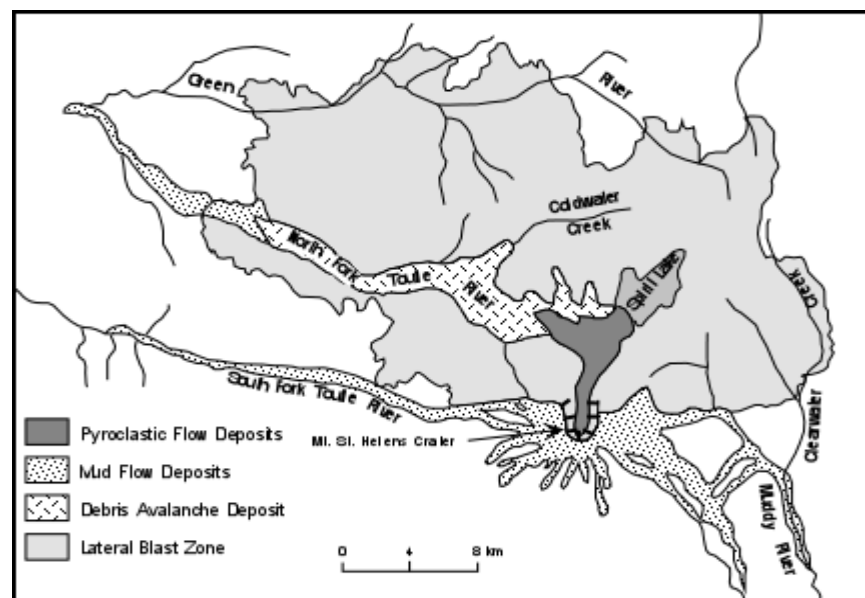 Green
River
Coldwater
Creek
North Fork Toutle River
Spirit Lake
Creek
Clearwater
South Fork Toutle River
Mt. St. Helens Crater
Muddy River
Pyroclastic Flow Deposits
Mud Flow Deposits
Debris Avalanche Deposit
Lateral Blast Zone
0 4 8 km